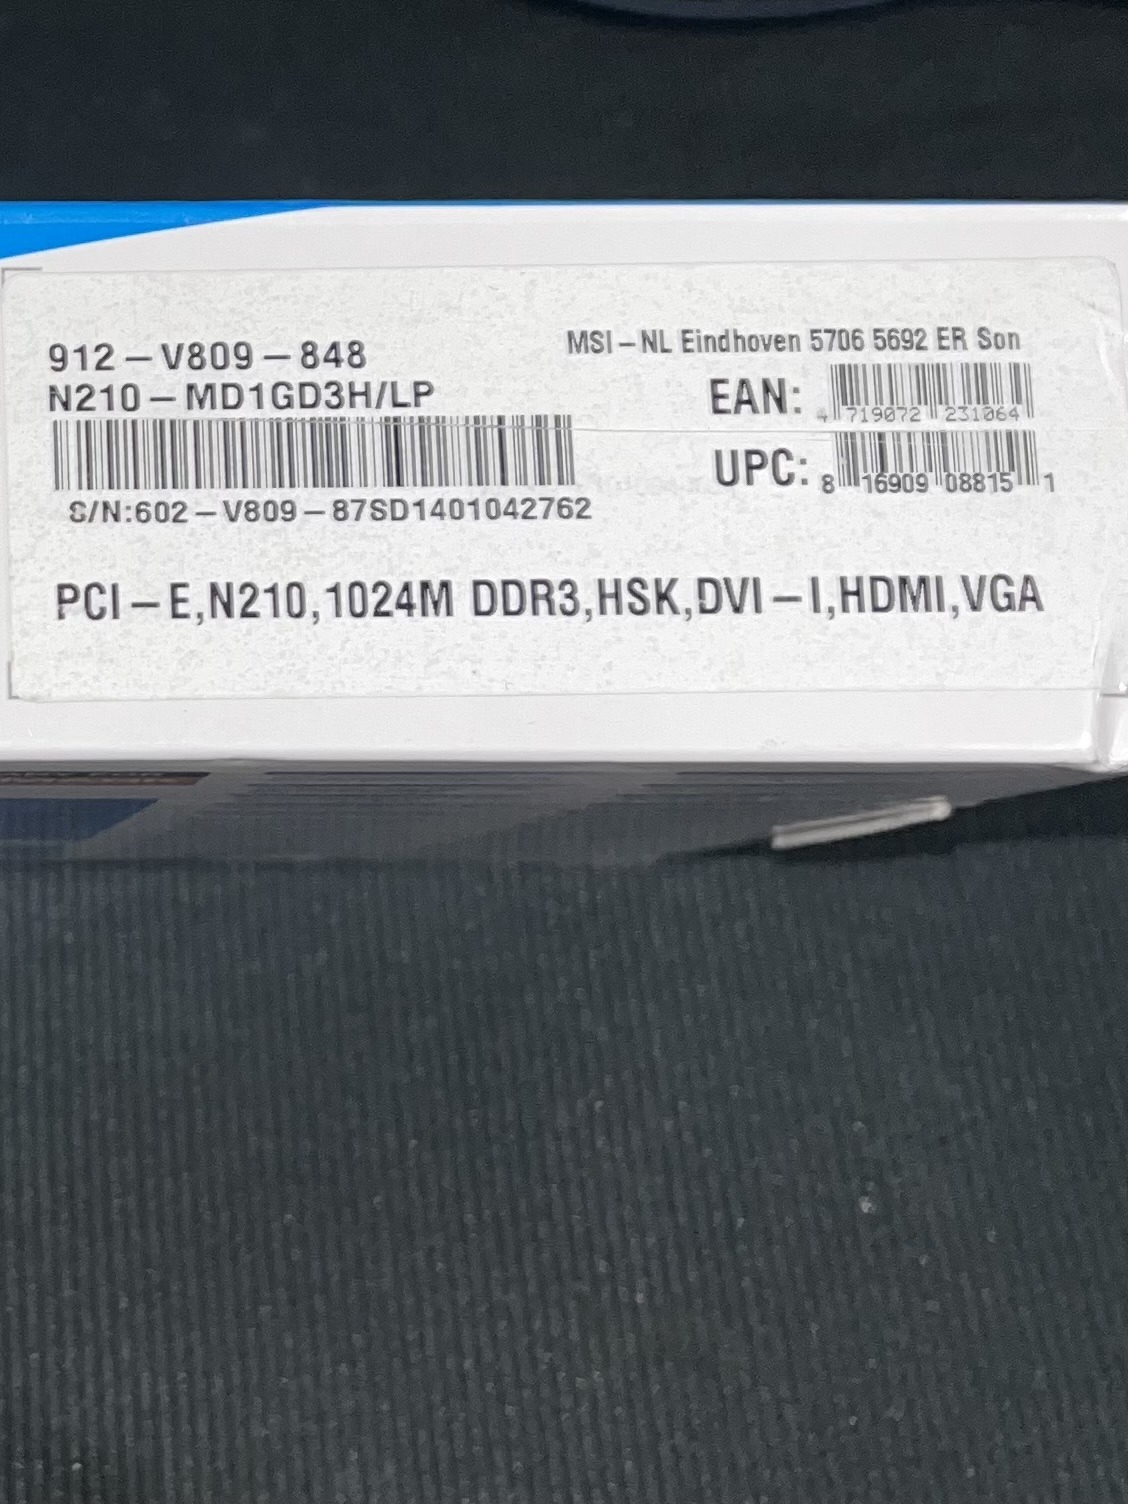 912-V809-848
N210-MD1GD3H/LP
S/N:602-V809-87SD1401042762
MSI-NL Eindhoven 5706 5692 ER Son
EAN: 4 719072 231064
UPC: 8 16909 08815 1
PCI-E,N210,1024M DDR3,HSK,DVI-I,HDMI,VGA